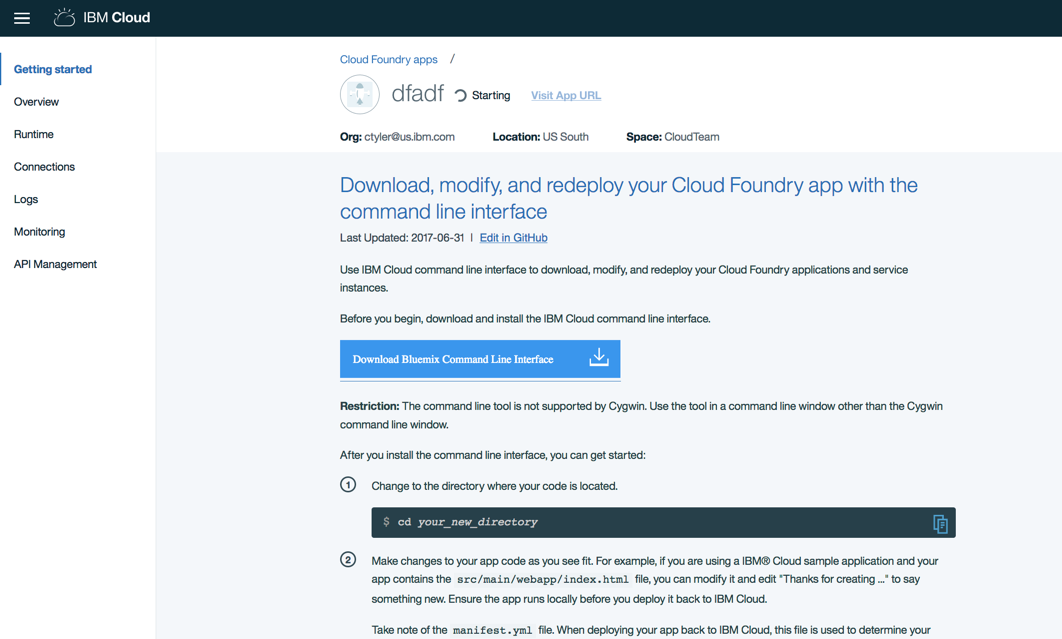 IBM Cloud
Getting started
Overview
Runtime
Connections
Logs
Monitoring
API Management
Cloud Foundry apps /
dfadf Starting Visit App URL
Org: ctyler@us.ibm.com Location: US South Space: CloudTeam
Download, modify, and redeploy your Cloud Foundry app with the
command line interface
Last Updated: 2017-06-31 | Edit in GitHub
Use IBM Cloud command line interface to download, modify, and redeploy your Cloud Foundry applications and service
instances.
Before you begin, download and install the IBM Cloud command line interface.
Download Bluemix Command Line Interface
Restriction: The command line tool is not supported by Cygwin. Use the tool in a command line window other than the Cygwin
command line window.
After you install the command line interface, you can get started:
1 Change to the directory where your code is located.
$ cd your_new_directory
2 Make changes to your app code as you see fit. For example, if you are using a IBM® Cloud sample application and your
app contains the src/main/webapp/index.html file, you can modify it and edit "Thanks for creating ..." to say
something new. Ensure the app runs locally before you deploy it back to IBM Cloud.
Take note of the manifest.yml file. When deploying your app back to IBM Cloud, this file is used to determine your